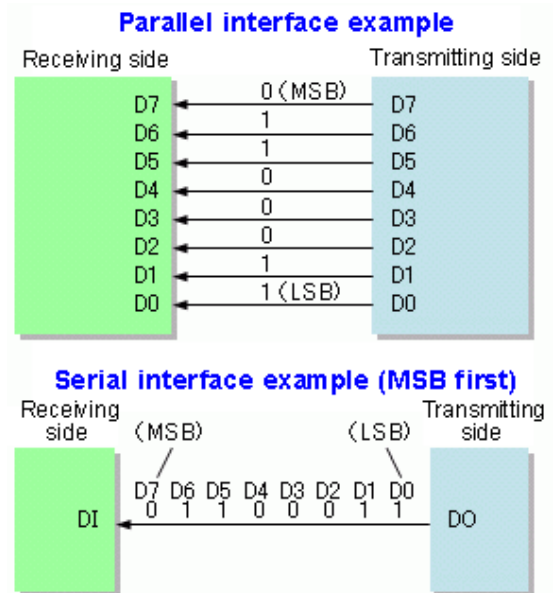 Parallel interface example
Receiving side Transmitting side
D7 0(MSB) D7
D6 1 D6
D5 1 D5
D4 0 D4
D3 0 D3
D2 0 D2
D1 1 D1
D0 1(LSB) D0
Serial interface example (MSB first)
Receiving side
Transmitting side
(MSB) (LSB)
D7 D6 D5 D4 D3 D2 D1 D0
0 1 1 0 0 0 1 1
DI DO